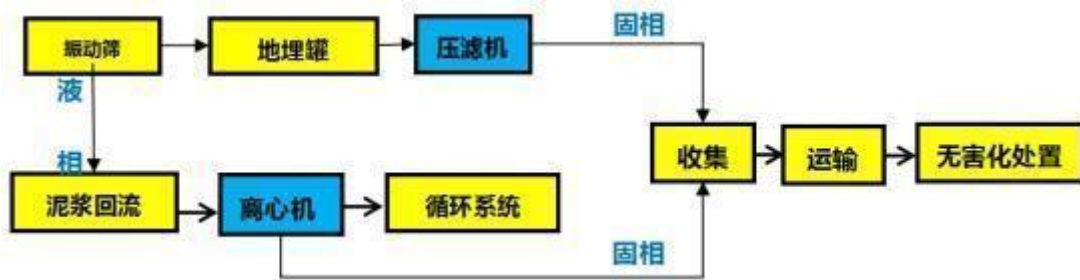 振动筛
地埋罐
压滤机
固相
液
相
收集
运输
无害化处置
泥浆回流
离心机
循环系统
固相